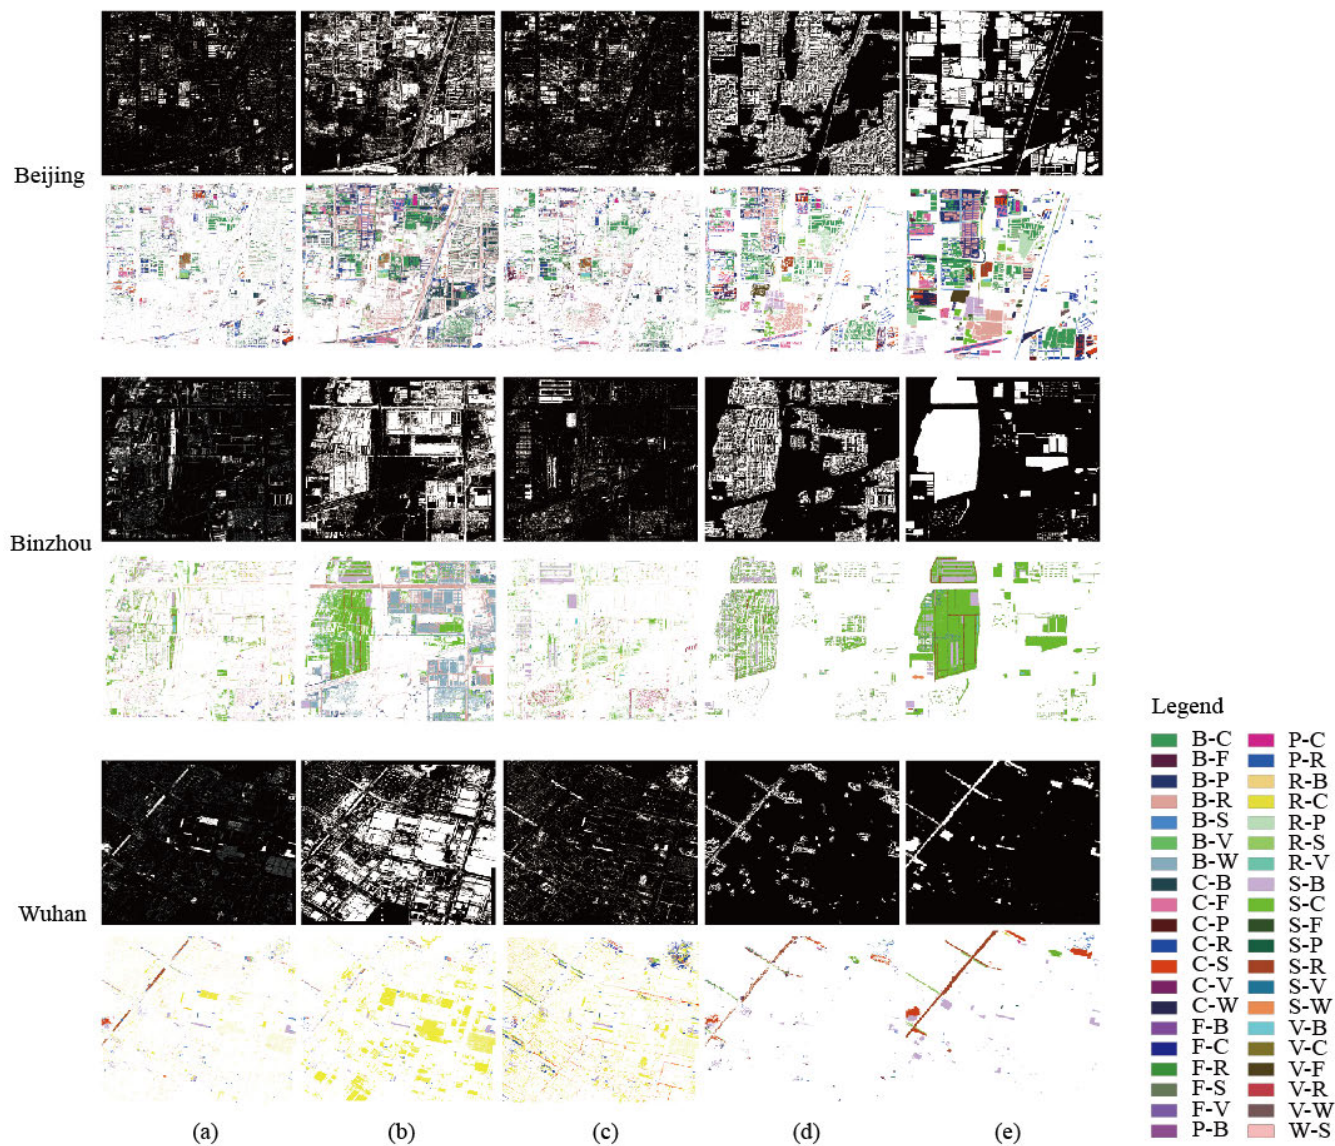 Beijing
Binzhou
Wuhan
(a) (b) (c) (d) (e)
Legend
B-C P-C
B-F P-R
B-P R-B
B-R R-C
B-S R-P
B-V R-S
B-W R-V
C-B S-B
C-F S-C
C-P S-F
C-R S-P
C-S S-R
C-V S-V
C-W S-W
F-B V-B
F-C V-C
F-R V-F
F-S V-R
F-V V-W
P-B W-S